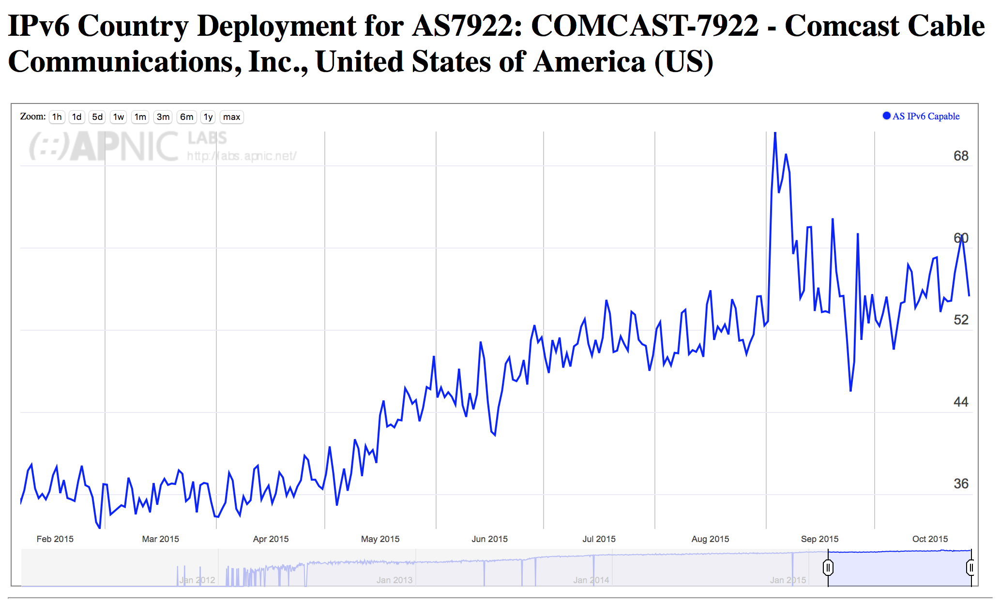 IPv6 Country Deployment for AS7922: COMCAST-7922 - Comcast Cable
Communications, Inc., United States of America (US)
Zoom: 1h 1d 5d 1w 1m 3m 6m 1y max
AS IPv6 Capable
(::)APNIC LABS
http://labs.apnic.net/
68
60
52
44
36
Feb 2015 Mar 2015 Apr 2015 May 2015 Jun 2015 Jul 2015 Aug 2015 Sep 2015 Oct 2015
Jan 2012 Jan 2013 Jan 2014 Jan 2015